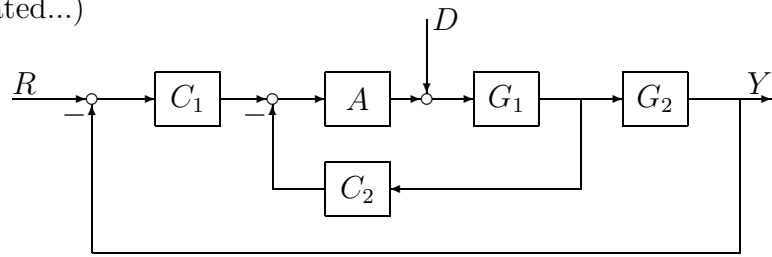 ated...)
D
R
−
C₁
−
A
G₁
G₂
Y
C₂